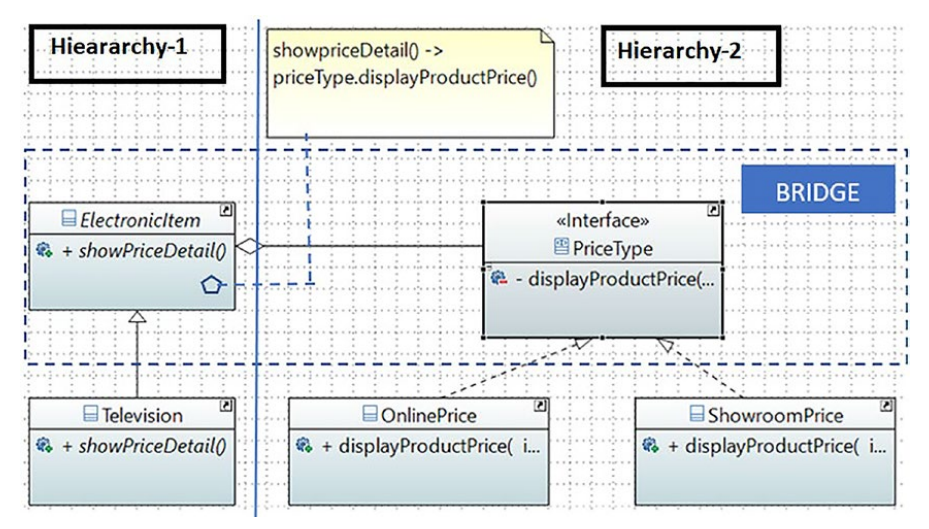 Hieararchy-1
showpriceDetail() ->
priceType.displayProductPrice()
Hierarchy-2
BRIDGE
ElectronicItem
+ showPriceDetail()
«Interface»
PriceType
- displayProductPrice(...
Television
+ showPriceDetail()
OnlinePrice
+ displayProductPrice( i...
ShowroomPrice
+ displayProductPrice( i...